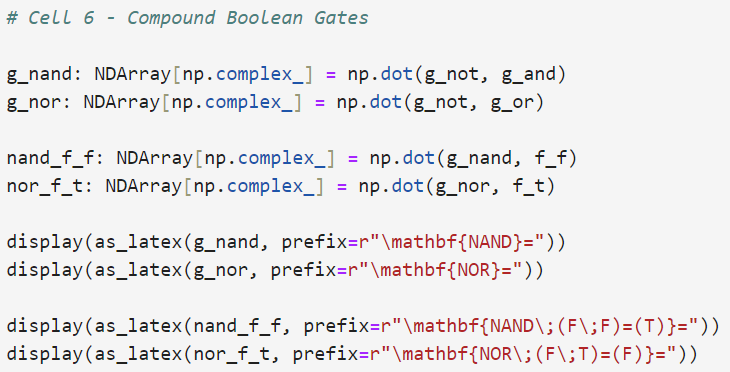 # Cell 6 - Compound Boolean Gates
g_nand: NDArray[np.complex_] = np.dot(g_not, g_and)
g_nor: NDArray[np.complex_] = np.dot(g_not, g_or)
nand_f_f: NDArray[np.complex_] = np.dot(g_nand, f_f)
nor_f_t: NDArray[np.complex_] = np.dot(g_nor, f_t)
display(as_latex(g_nand, prefix=r"\mathbf{NAND}="))
display(as_latex(g_nor, prefix=r"\mathbf{NOR}="))
display(as_latex(nand_f_f, prefix=r"\mathbf{NAND\;(F\;F)=(T)}="))
display(as_latex(nor_f_t, prefix=r"\mathbf{NOR\;(F\;T)=(F)}="))